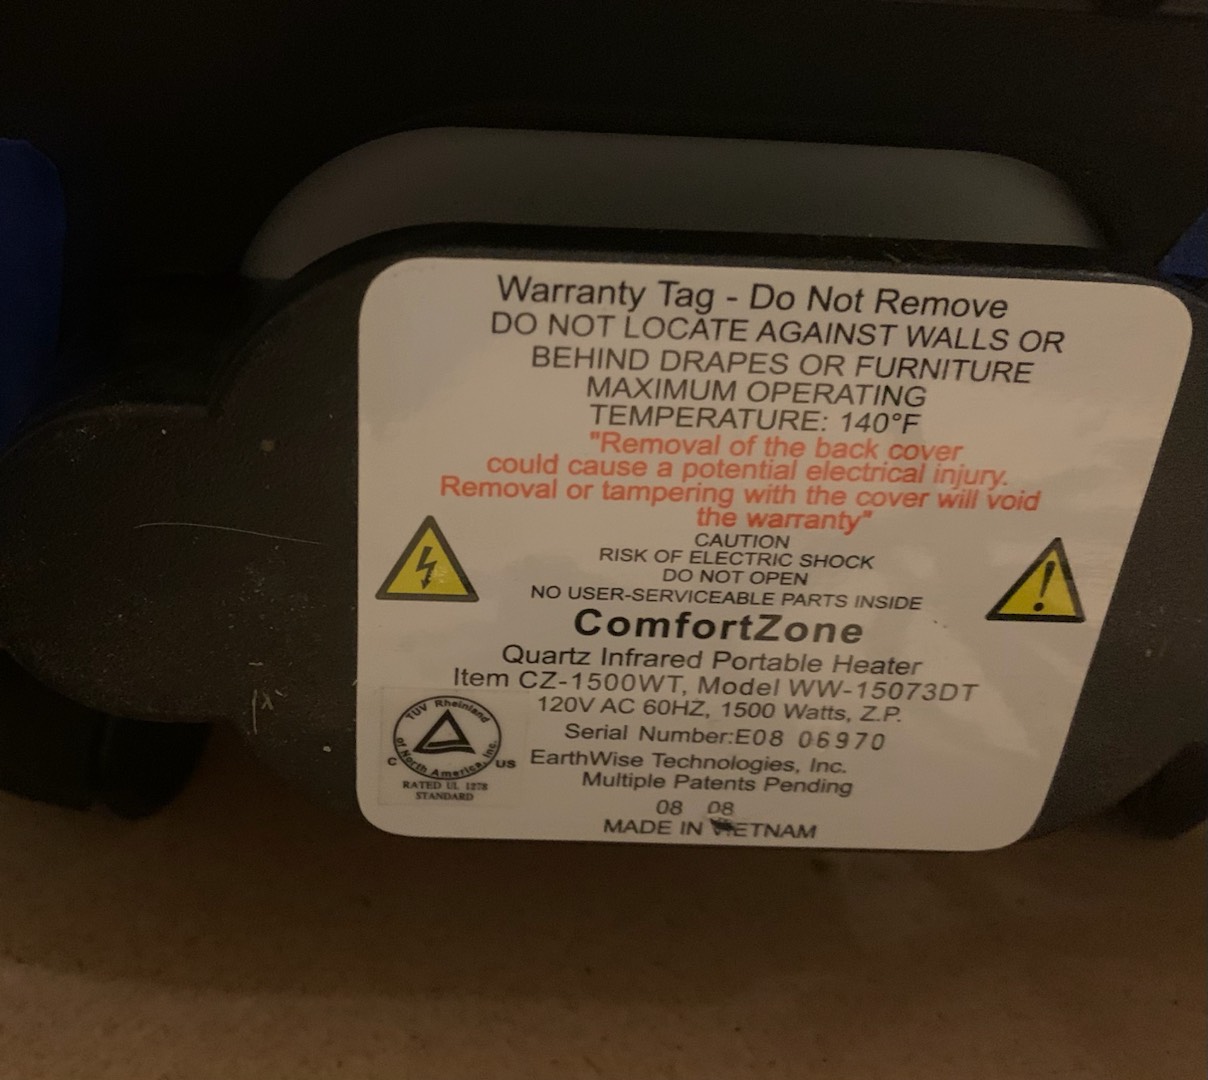 Warranty Tag - Do Not Remove
DO NOT LOCATE AGAINST WALLS OR
BEHIND DRAPES OR FURNITURE
MAXIMUM OPERATING
TEMPERATURE: 140°F
"Removal of the back cover
could cause a potential electrical injury.
Removal or tampering with the cover will void
the warranty"
CAUTION
RISK OF ELECTRIC SHOCK
DO NOT OPEN
NO USER-SERVICEABLE PARTS INSIDE
ComfortZone
Quartz Infrared Portable Heater
Item CZ-1500WT, Model WW-15073DT
120V AC 60HZ, 1500 Watts, Z.P.
Serial Number:E08 06970
EarthWise Technologies, Inc.
Multiple Patents Pending
08 08
MADE IN VIETNAM
TUV Rheinland
of North America, Inc.
C US
RATED UL 1278
STANDARD